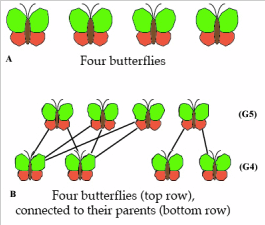 A
Four butterflies
(G5)
(G4)
B
Four butterflies (top row),
connected to their parents (bottom row)